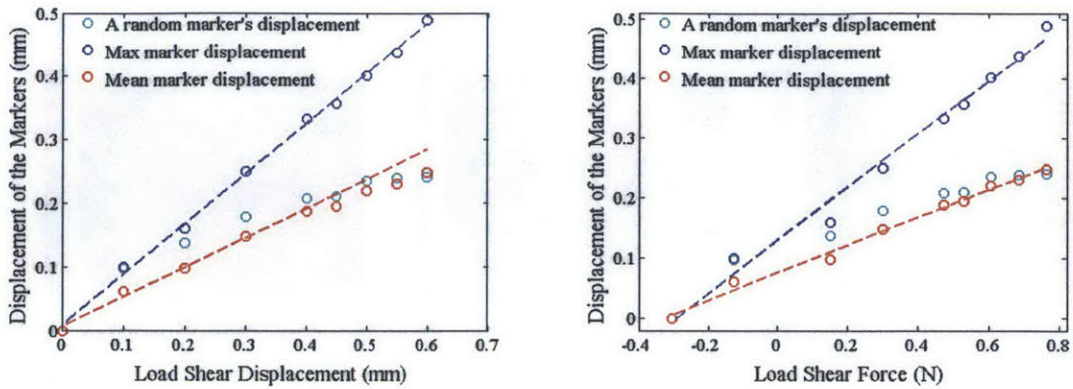 0.5
0.4
0.3
0.2
0.1
0
Displacement of the Markers (mm)
A random marker's displacement
Max marker displacement
Mean marker displacement
0 0.1 0.2 0.3 0.4 0.5 0.6 0.7
Load Shear Displacement (mm)
0.5
0.4
0.3
0.2
0.1
0
Displacement of the Markers (mm)
A random marker's displacement
Max marker displacement
Mean marker displacement
-0.4 -0.2 0 0.2 0.4 0.6 0.8
Load Shear Force (N)